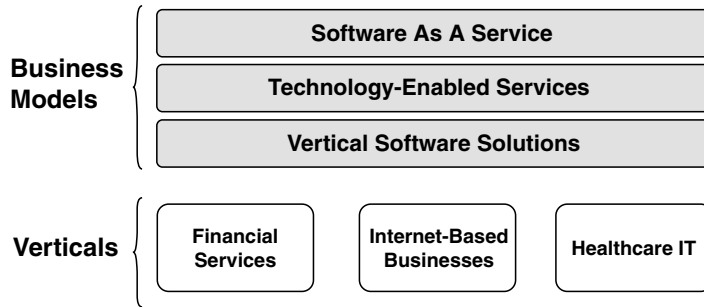 Business
Models
Software As A Service
Technology-Enabled Services
Vertical Software Solutions
Verticals
Financial
Services
Internet-Based
Businesses
Healthcare IT